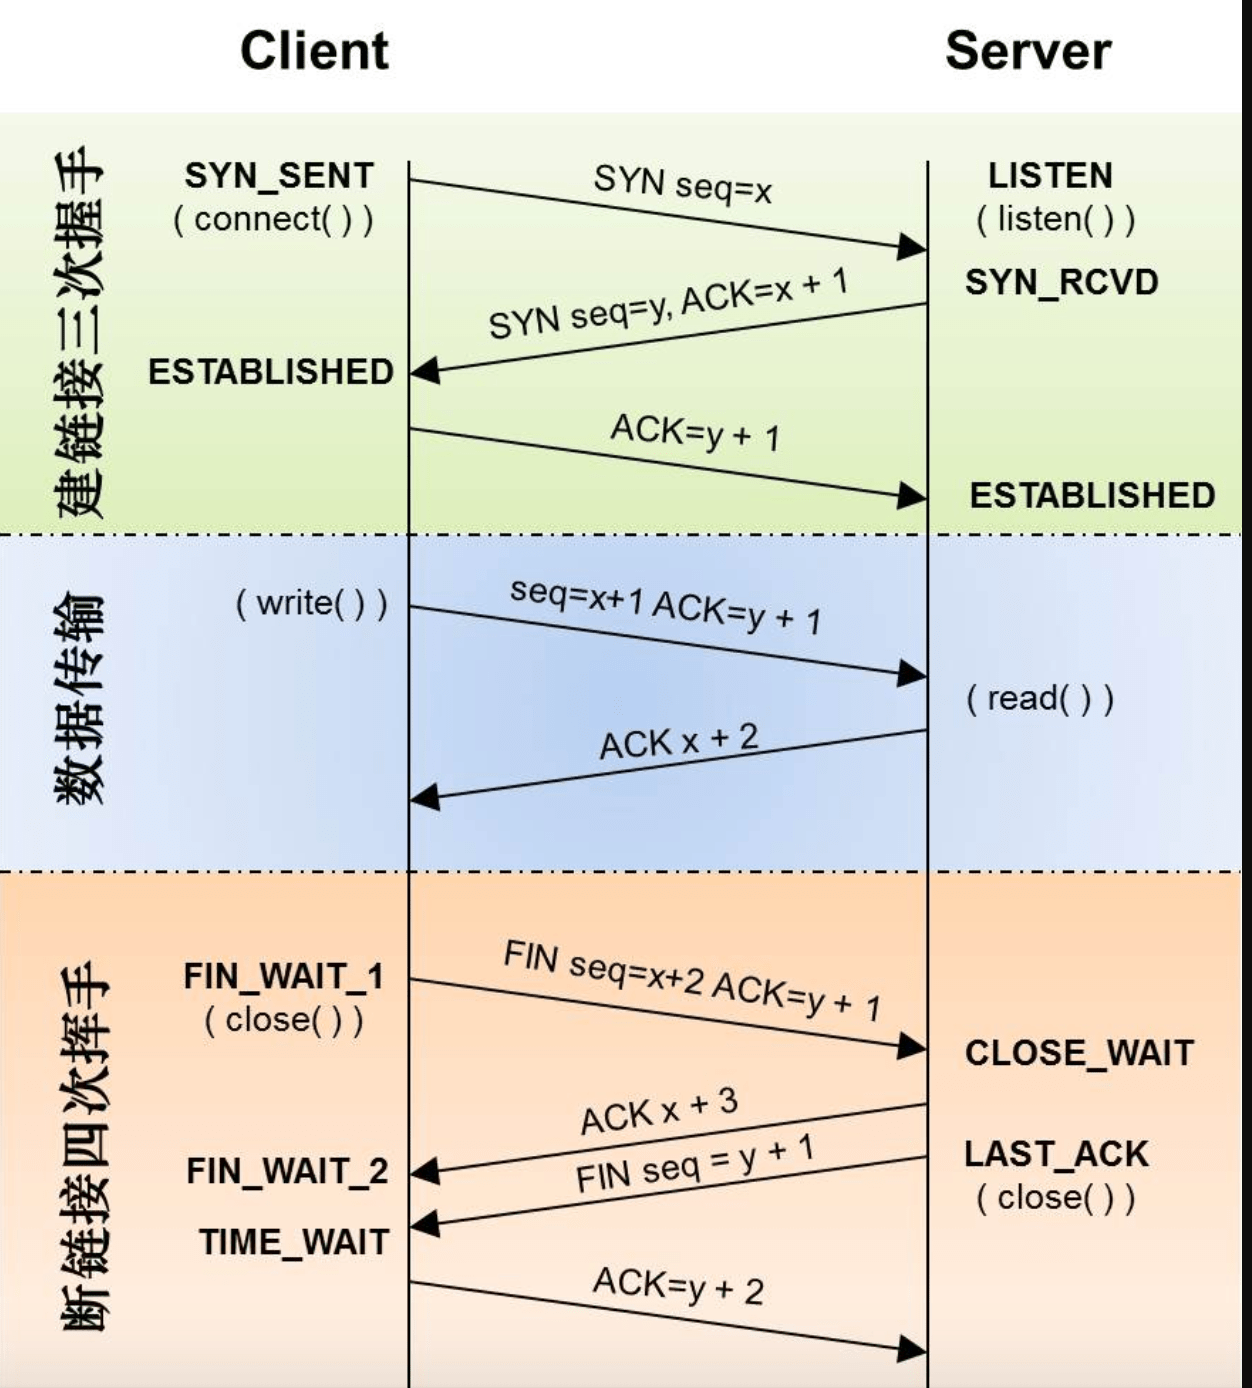 Client
Server
建链接三次握手
SYN_SENT
( connect( ) )
SYN seq=x
LISTEN
( listen( ) )
SYN_RCVD
SYN seq=y, ACK=x + 1
ESTABLISHED
ACK=y + 1
ESTABLISHED
数据传输
( write( ) )
seq=x+1 ACK=y + 1
( read( ) )
ACK x + 2
断链接四次挥手
FIN_WAIT_1
( close( ) )
FIN seq=x+2 ACK=y + 1
CLOSE_WAIT
ACK x + 3
FIN_WAIT_2
FIN seq = y + 1
LAST_ACK
( close( ) )
TIME_WAIT
ACK=y + 2